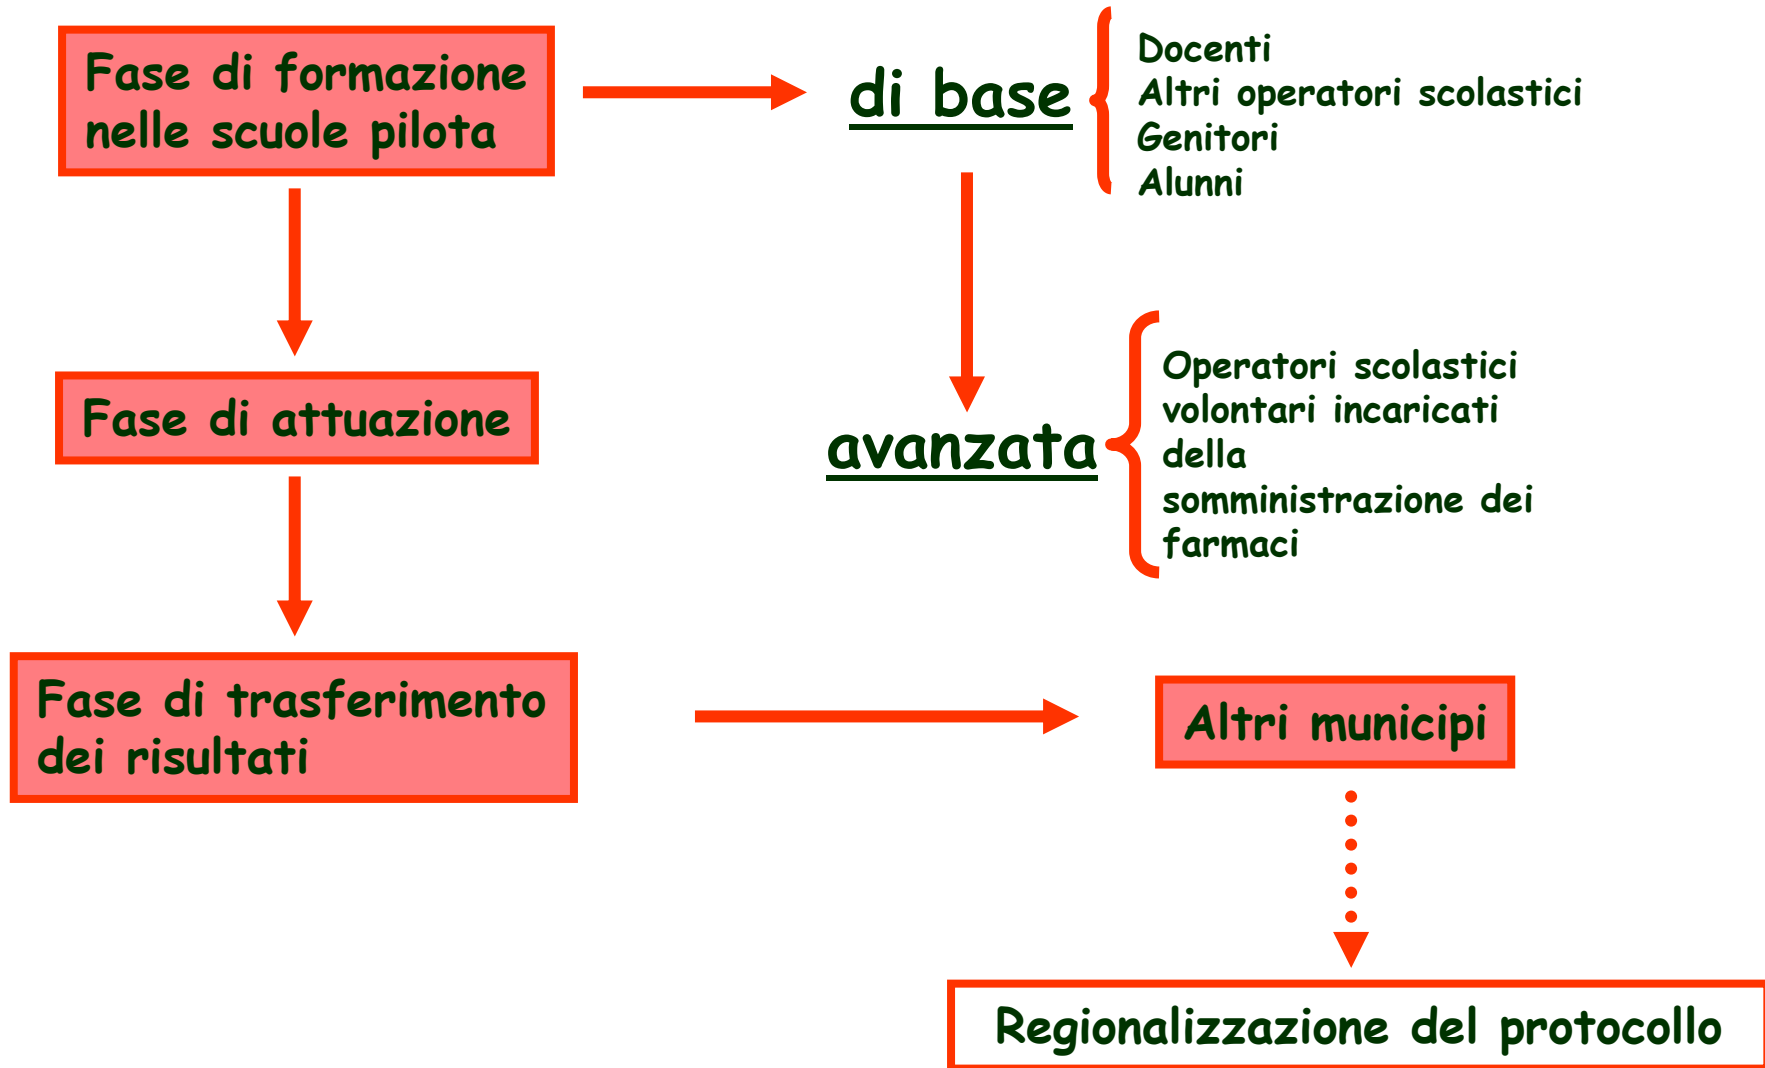 Fase di formazione
nelle scuole pilota
di base
Docenti
Altri operatori scolastici
Genitori
Alunni
Fase di attuazione
avanzata
Operatori scolastici
volontari incaricati
della
somministrazione dei
farmaci
Fase di trasferimento
dei risultati
Altri municipi
Regionalizzazione del protocollo